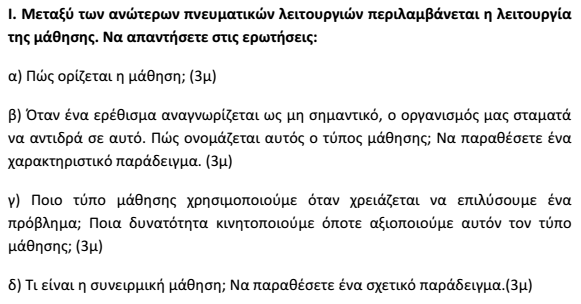 Ι. Μεταξύ των ανώτερων πνευματικών λειτουργιών περιλαμβάνεται η λειτουργία
της μάθησης. Να απαντήσετε στις ερωτήσεις:
α) Πώς ορίζεται η μάθηση; (3μ)
β) Όταν ένα ερέθισμα αναγνωρίζεται ως μη σημαντικό, ο οργανισμός μας σταματά
να αντιδρά σε αυτό. Πώς ονομάζεται αυτός ο τύπος μάθησης; Να παραθέσετε ένα
χαρακτηριστικό παράδειγμα. (3μ)
γ) Ποιο τύπο μάθησης χρησιμοποιούμε όταν χρειάζεται να επιλύσουμε ένα
πρόβλημα; Ποια δυνατότητα κινητοποιούμε όποτε αξιοποιούμε αυτόν τον τύπο
μάθησης; (3μ)
δ) Τι είναι η συνειρμική μάθηση; Να παραθέσετε ένα σχετικό παράδειγμα.(3μ)